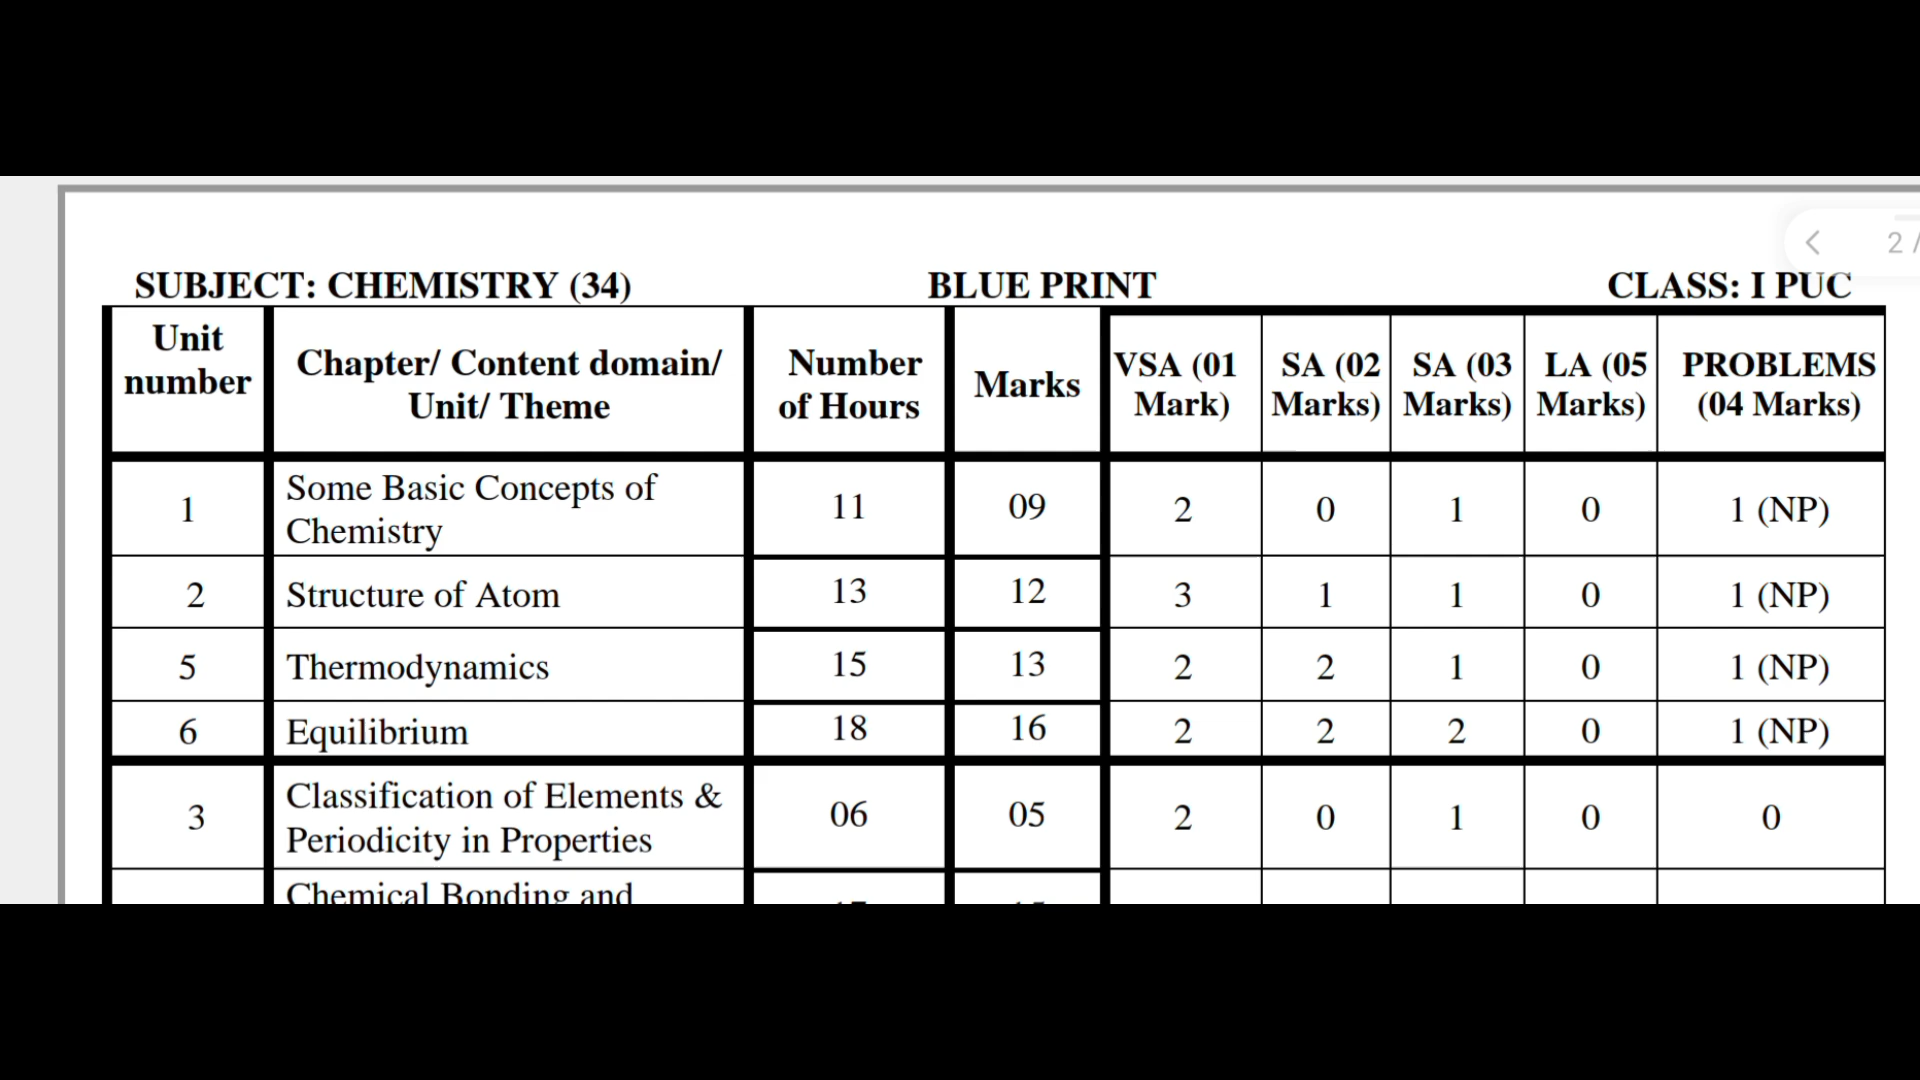 2 /
SUBJECT: CHEMISTRY (34) BLUE PRINT CLASS: I PUC
Unit number Chapter/ Content domain/ Unit/ Theme Number of Hours Marks VSA (01 Mark) SA (02 Marks) SA (03 Marks) LA (05 Marks) PROBLEMS (04 Marks)
1 Some Basic Concepts of Chemistry 11 09 2 0 1 0 1 (NP)
2 Structure of Atom 13 12 3 1 1 0 1 (NP)
5 Thermodynamics 15 13 2 2 1 0 1 (NP)
6 Equilibrium 18 16 2 2 2 0 1 (NP)
3 Classification of Elements & Periodicity in Properties 06 05 2 0 1 0 0
Chemical Bonding and